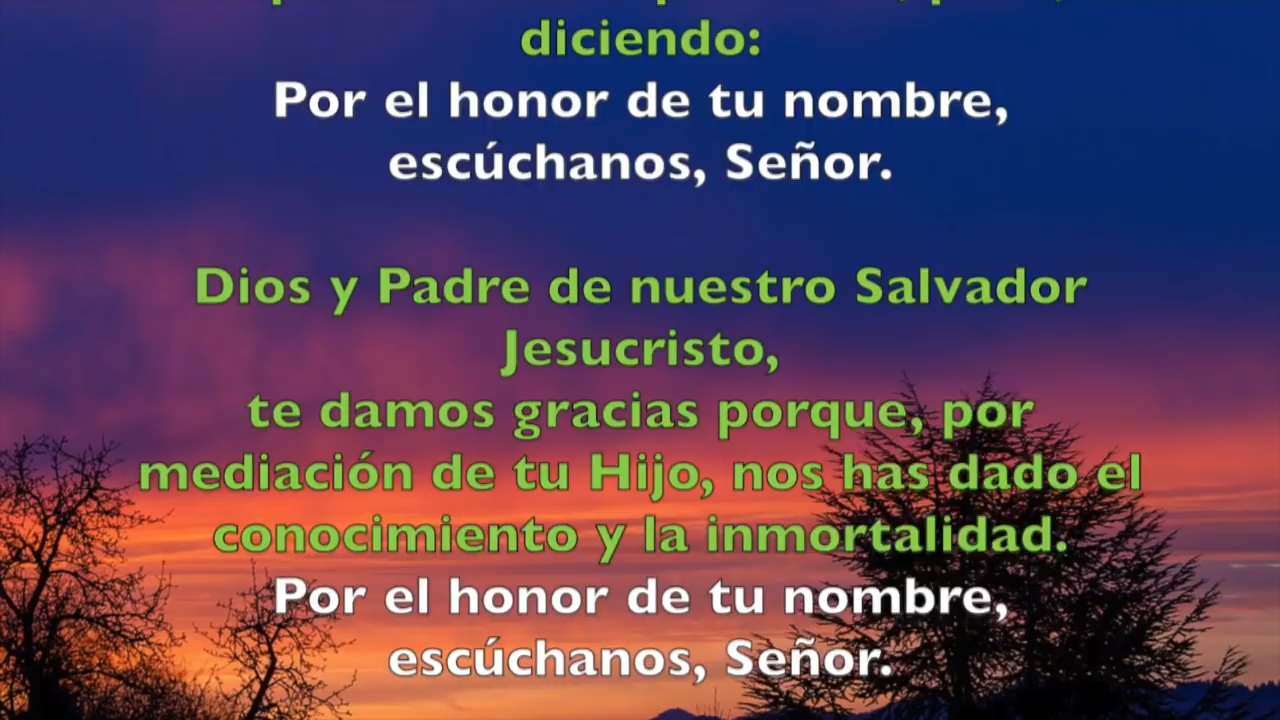 diciendo:
Por el honor de tu nombre,
escúchanos, Señor.
Dios y Padre de nuestro Salvador
Jesucristo,
te damos gracias porque, por
mediación de tu Hijo, nos has dado el
conocimiento y la inmortalidad.
Por el honor de tu nombre,
escúchanos, Señor.